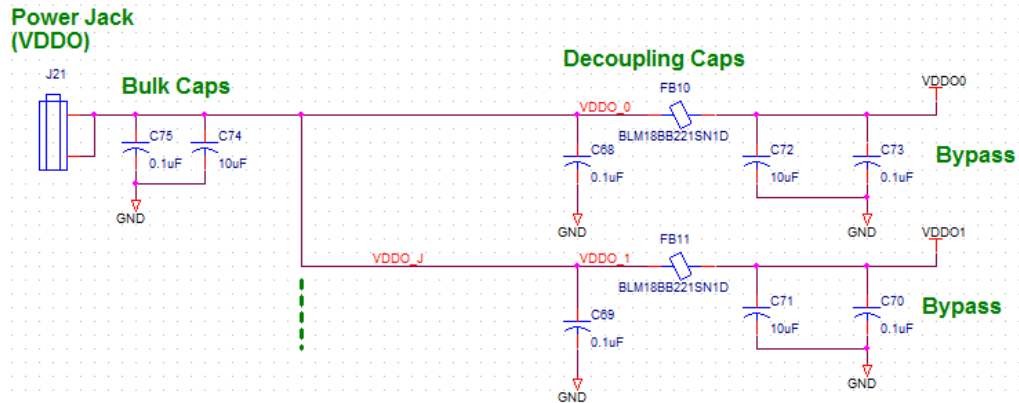 Power Jack
(VDDO)
J21
Bulk Caps
C75
0.1uF
C74
10uF
GND
Decoupling Caps
FB10
VDDO_0
BLM18BB221SN1D
VDDO0
C68
0.1uF
C72
10uF
C73
0.1uF
Bypass
GND
GND
FB11
VDDO_J
VDDO_1
BLM18BB221SN1D
VDDO1
C69
0.1uF
C71
10uF
C70
0.1uF
Bypass
GND
GND